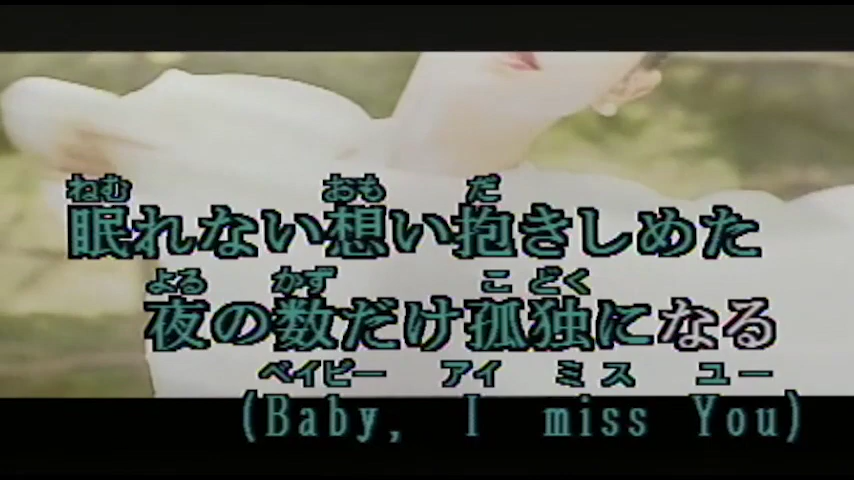 ねむ おも だ
眠れない想い抱きしめた
よる かず こ どく
夜の数だけ孤独になる
ベイビー アイ ミス ユー
(Baby, I miss You)